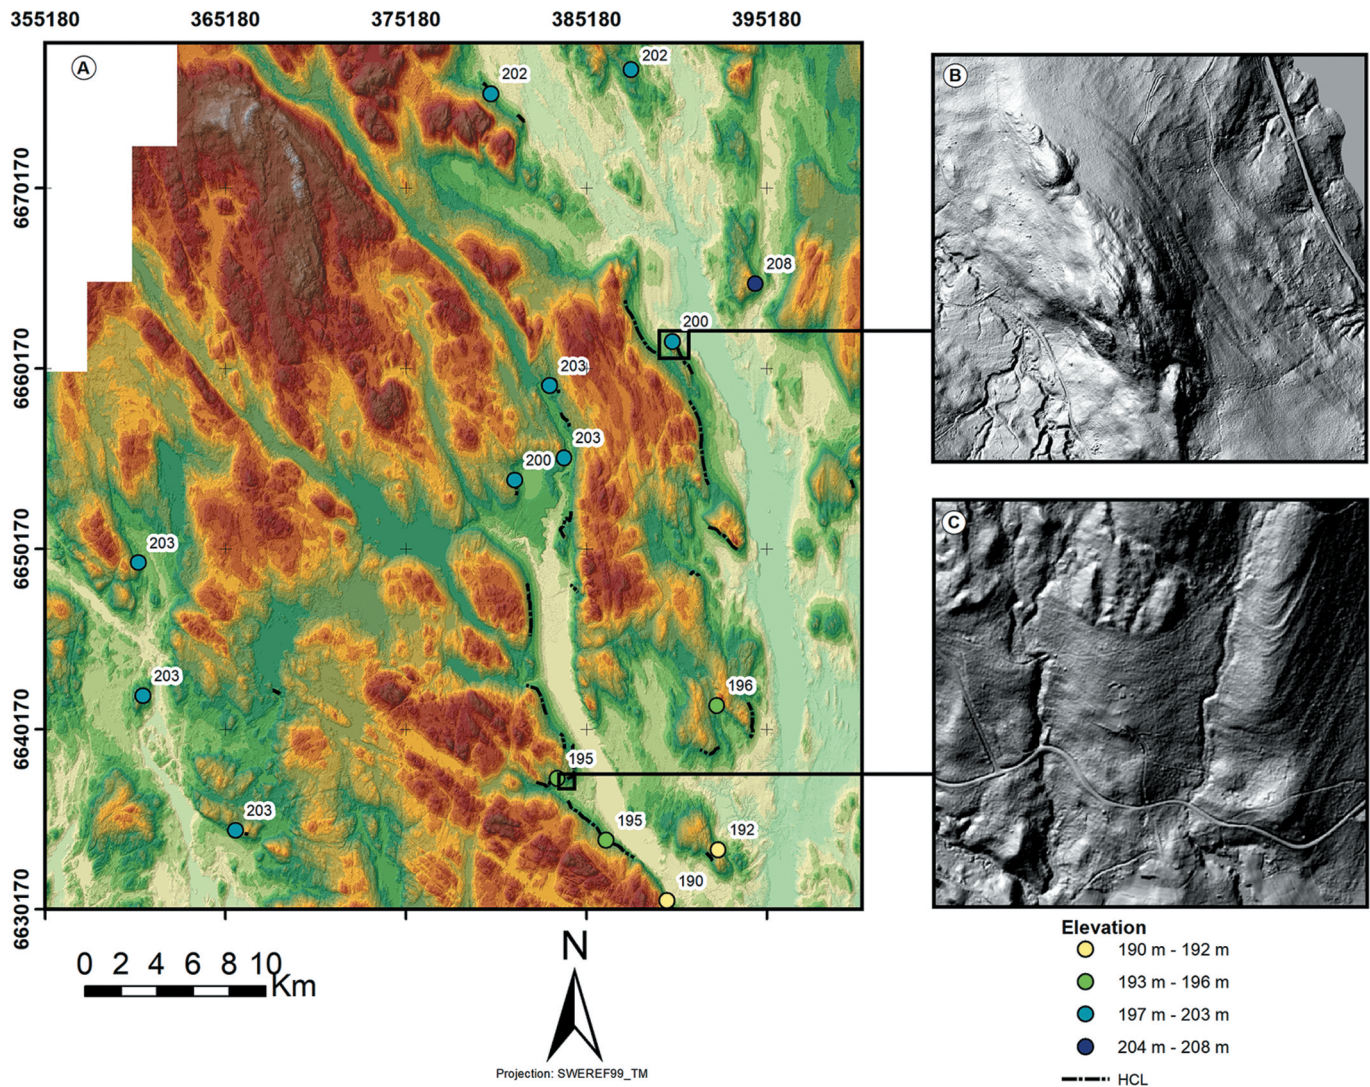 355180 365180 375180 385180 395180
A
B
202
202
6670170
208
200
6660170
203
203
200
C
203
6650170
203
196
6640170
195
203
195
192
190
6630170
Elevation
190 m - 192 m
193 m - 196 m
197 m - 203 m
204 m - 208 m
HCL
N
0 2 4 6 8 10
Km
Projection: SWEREF99_TM